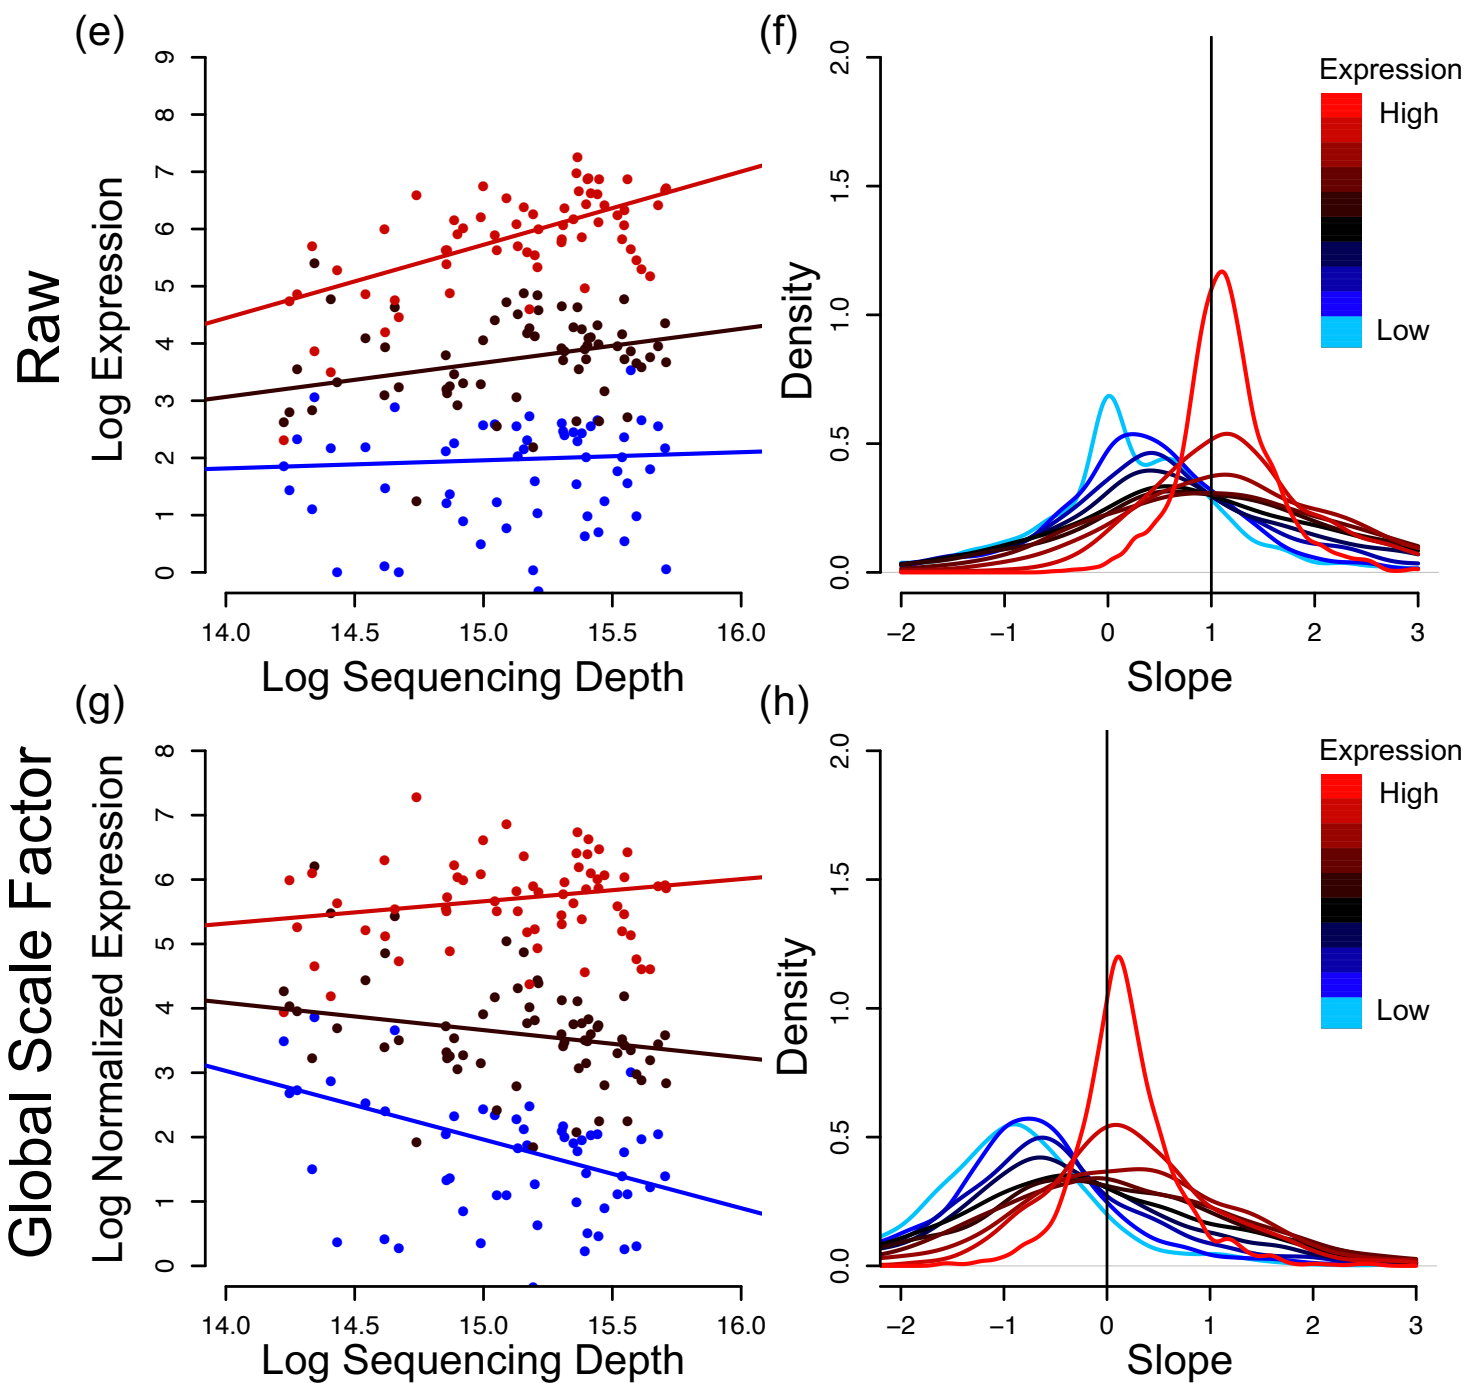 (e)
Raw
Log Expression
0 1 2 3 4 5 6 7 8 9
14.0 14.5 15.0 15.5 16.0
Log Sequencing Depth
(f)
Density
0.0 0.5 1.0 1.5 2.0
−2 −1 0 1 2 3
Slope
Expression
High
Low
(g)
Global Scale Factor
Log Normalized Expression
0 1 2 3 4 5 6 7 8
14.0 14.5 15.0 15.5 16.0
Log Sequencing Depth
(h)
Density
0.0 0.5 1.0 1.5 2.0
−2 −1 0 1 2 3
Slope
Expression
High
Low